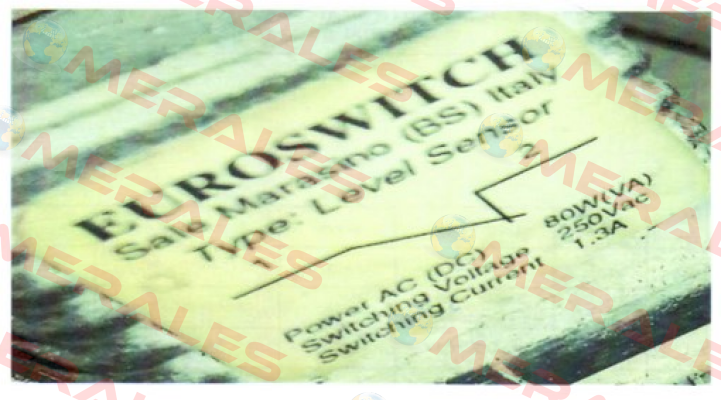 EUROSWITCH
Sale Marasino (BS) Italy
Type: Level Sensor
1
2
Power AC (DC) 80W(VA)
Switching Voltage 250Vac
Switching Current 1.3A
OMERALES